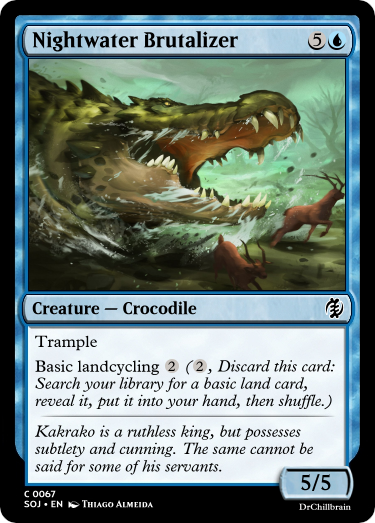 Nightwater Brutalizer 5
Creature — Crocodile
Trample
Basic landcycling 2 (2, Discard this card:
Search your library for a basic land card,
reveal it, put it into your hand, then shuffle.)
Kakrako is a ruthless king, but possesses
subtlety and cunning. The same cannot be
said for some of his servants.
5/5
C 0067
SOJ • EN Thiago Almeida
DrChillbrain